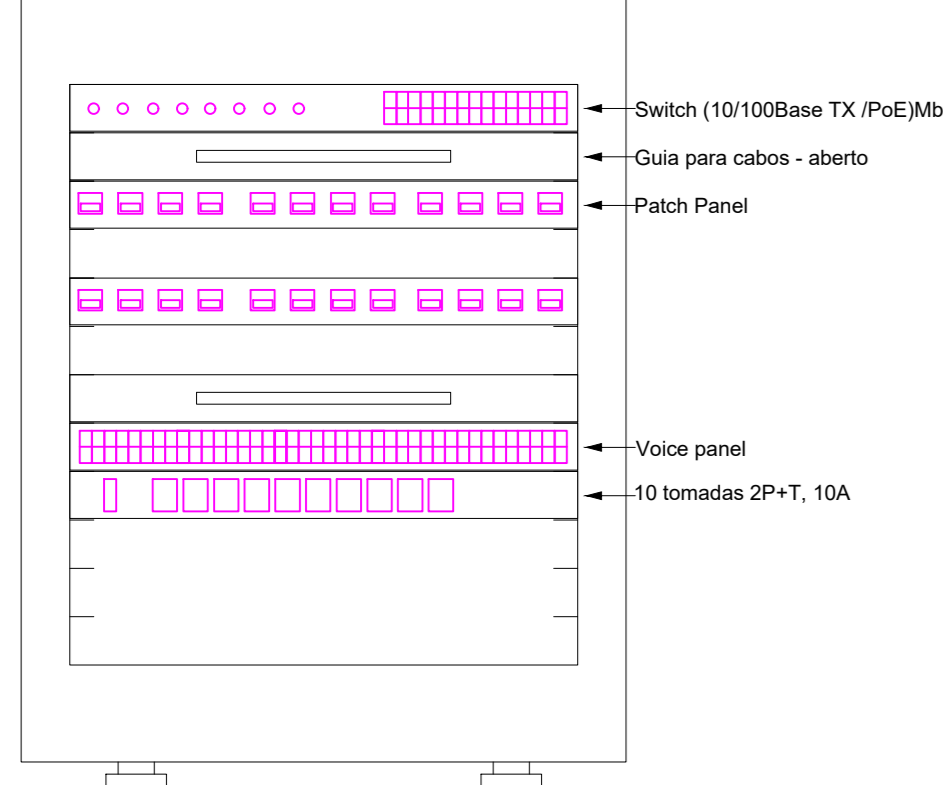 Switch (10/100Base TX /PoE)Mb
Guia para cabos - aberto
Patch Panel
Voice panel
10 tomadas 2P+T, 10A